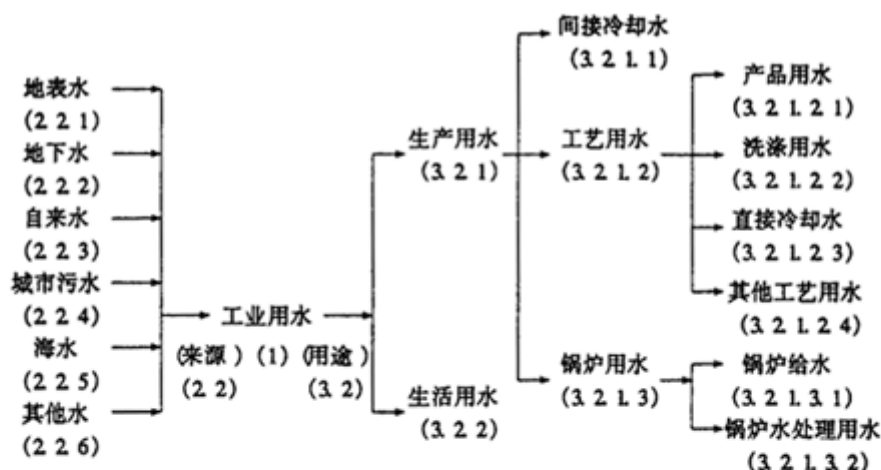 地表水
(2 2 1)
地下水
(2 2 2)
自来水
(2 2 3)
城市污水
(2 2 4)
海水
(2 2 5)
其他水
(2 2 6)
工业用水
(来源) (1) (用途)
(2 2) (3. 2)
生产用水
(3. 2 1)
生活用水
(3. 2 2)
间接冷却水
(3. 2 1. 1)
工艺用水
(3. 2 1. 2)
锅炉用水
(3. 2 1. 3)
产品用水
(3. 2 1. 2 1)
洗涤用水
(3. 2 1. 2 2)
直接冷却水
(3. 2 1. 2 3)
其他工艺用水
(3. 2 1. 2 4)
锅炉给水
(3. 2 1. 3. 1)
锅炉水处理用水
(3. 2 1. 3. 2)